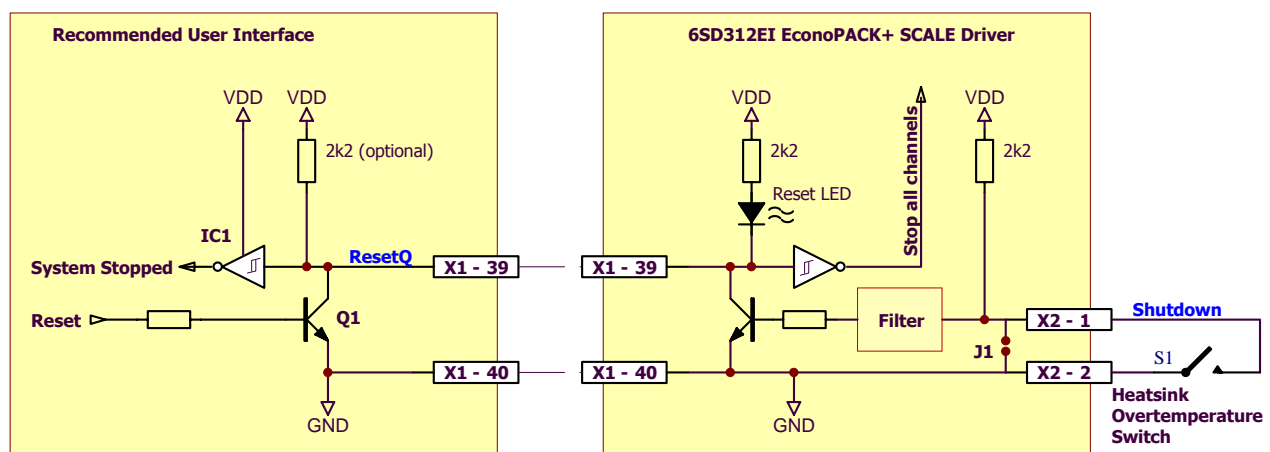 Recommended User Interface
6SD312EI EconoPACK+ SCALE Driver
VDD
VDD
2k2 (optional)
IC1
System Stopped
ResetQ
X1 - 39
Reset
Q1
X1 - 40
GND
VDD
2k2
Reset LED
Stop all channels
VDD
2k2
X1 - 39
Filter
X2 - 1
Shutdown
J1
S1
X1 - 40
X2 - 2
GND
Heatsink
Overtemperature
Switch